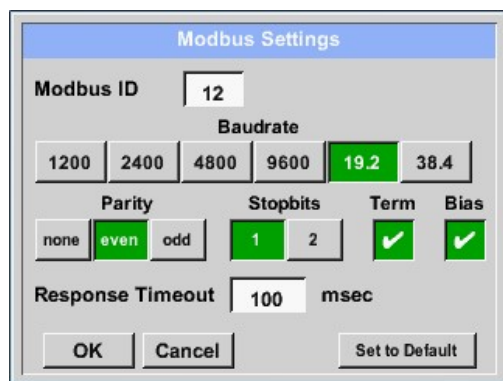 Modbus Settings
Modbus ID 12
Baudrate
1200 2400 4800 9600 19.2 38.4
Parity Stopbits Term Bias
none even odd 1 2 ✔ ✔
Response Timeout 100 msec
OK Cancel Set to Default